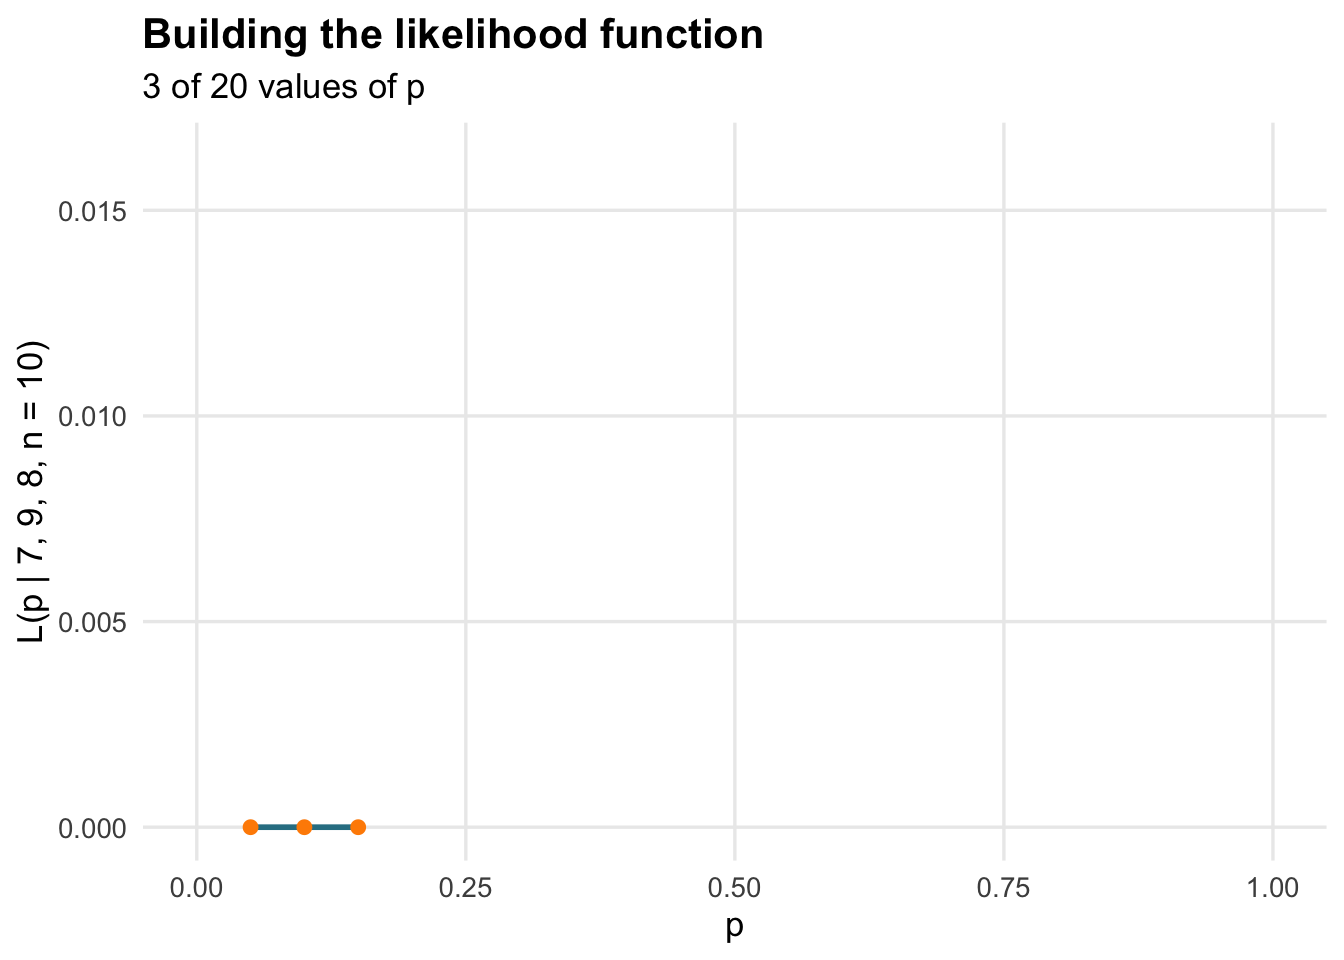 Building the likelihood function
3 of 20 values of p
L(p | 7, 9, 8, n = 10)
0.015
0.010
0.005
0.000
0.00 0.25 0.50 0.75 1.00
p